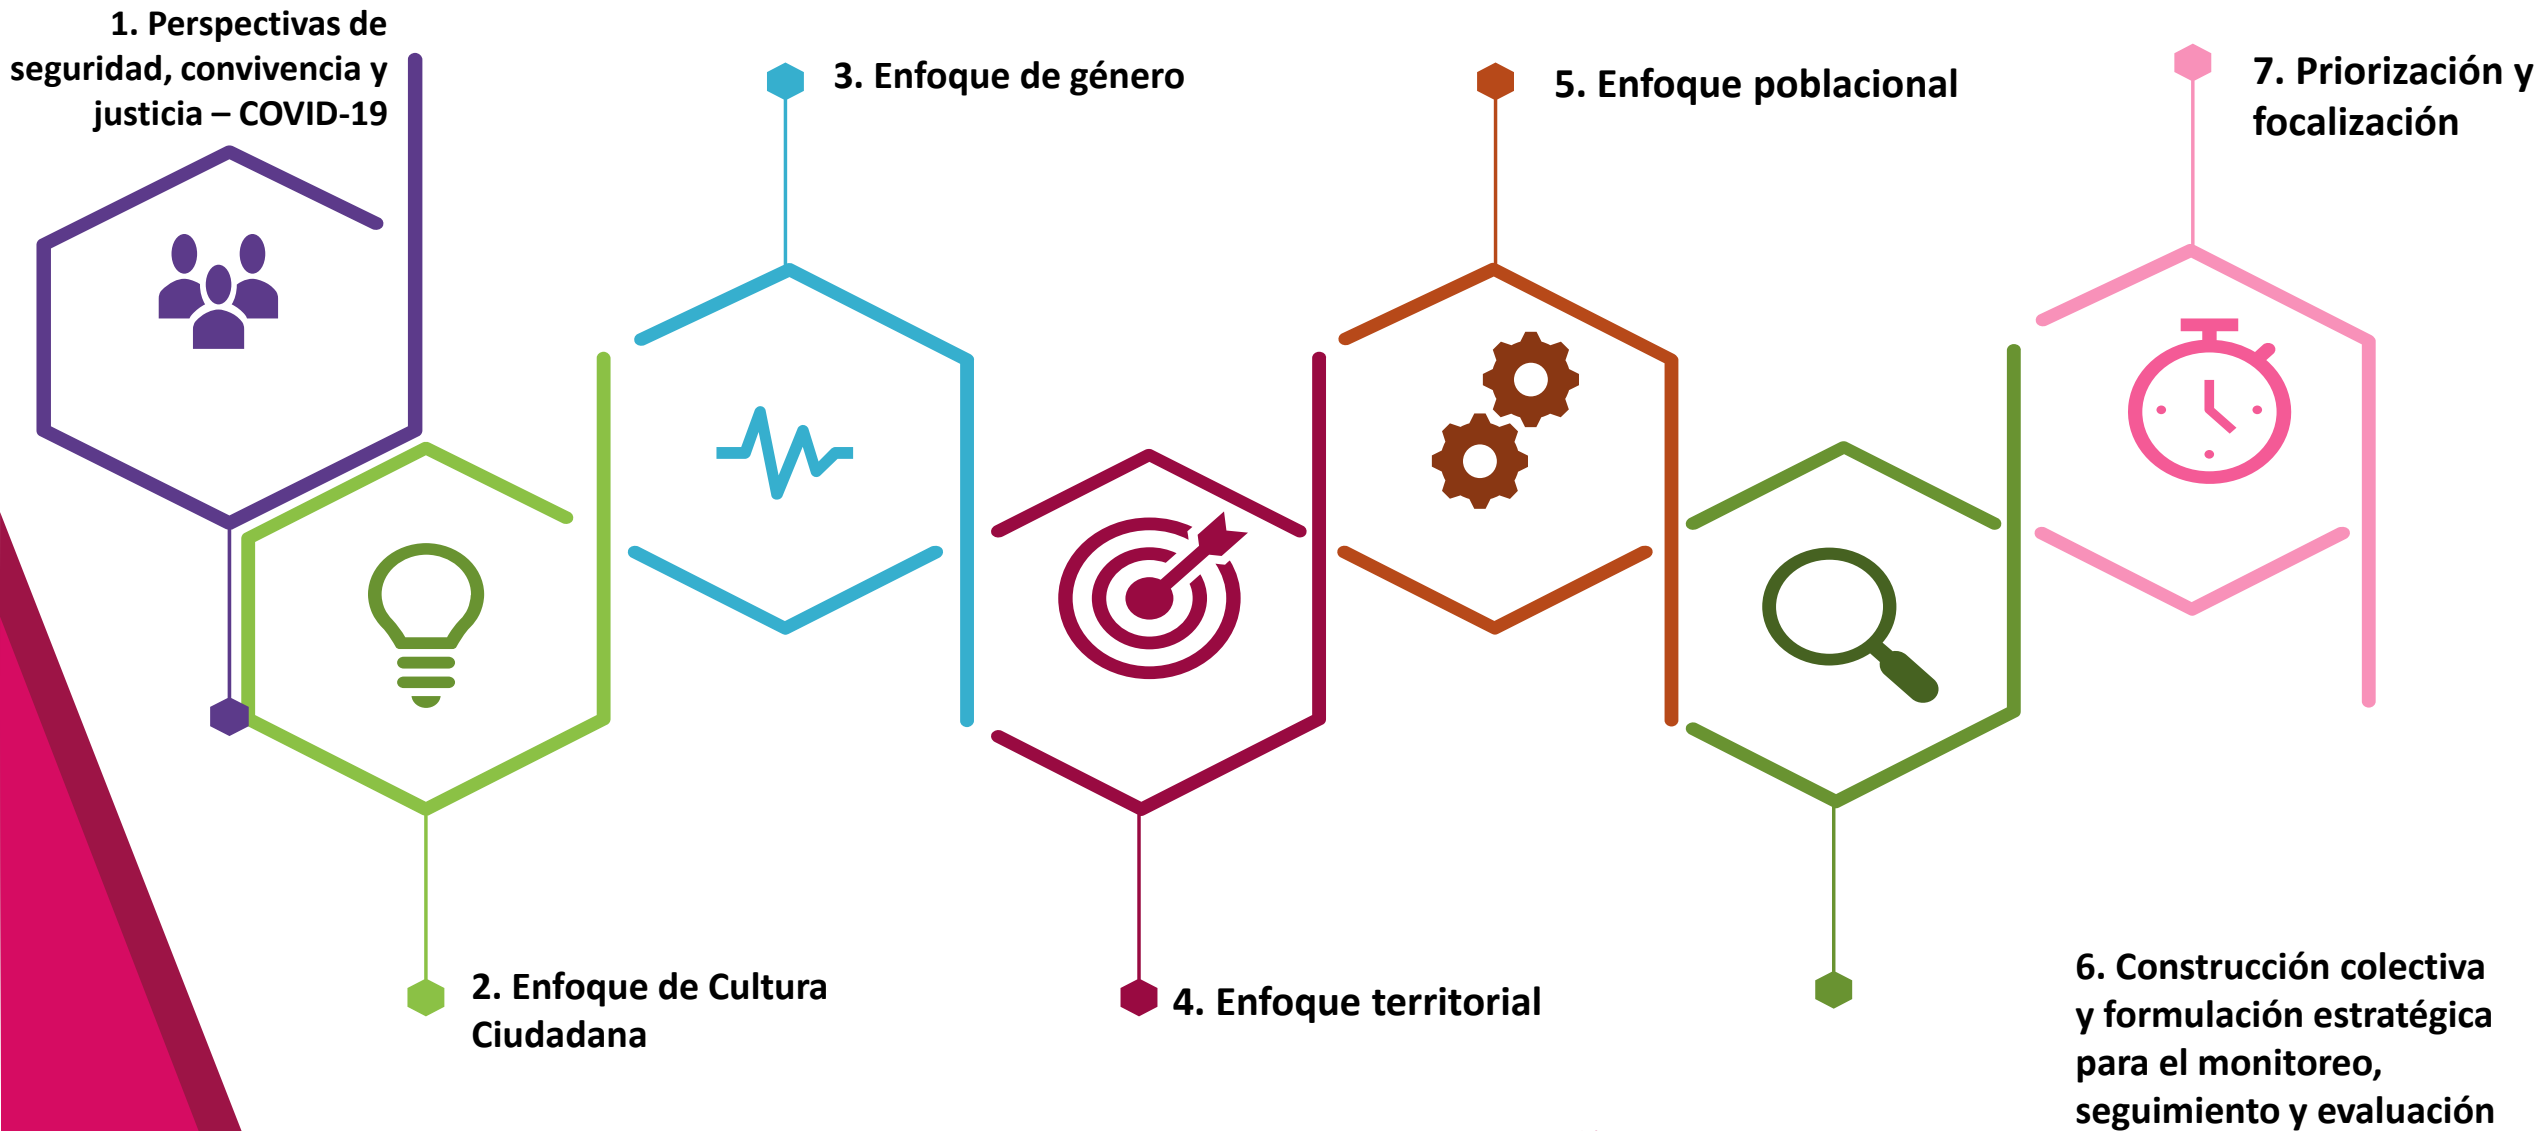 1. Perspectivas de
seguridad, convivencia y
justicia – COVID-19
2. Enfoque de Cultura
Ciudadana
3. Enfoque de género
4. Enfoque territorial
5. Enfoque poblacional
6. Construcción colectiva
y formulación estratégica
para el monitoreo,
seguimiento y evaluación
7. Priorización y
focalización